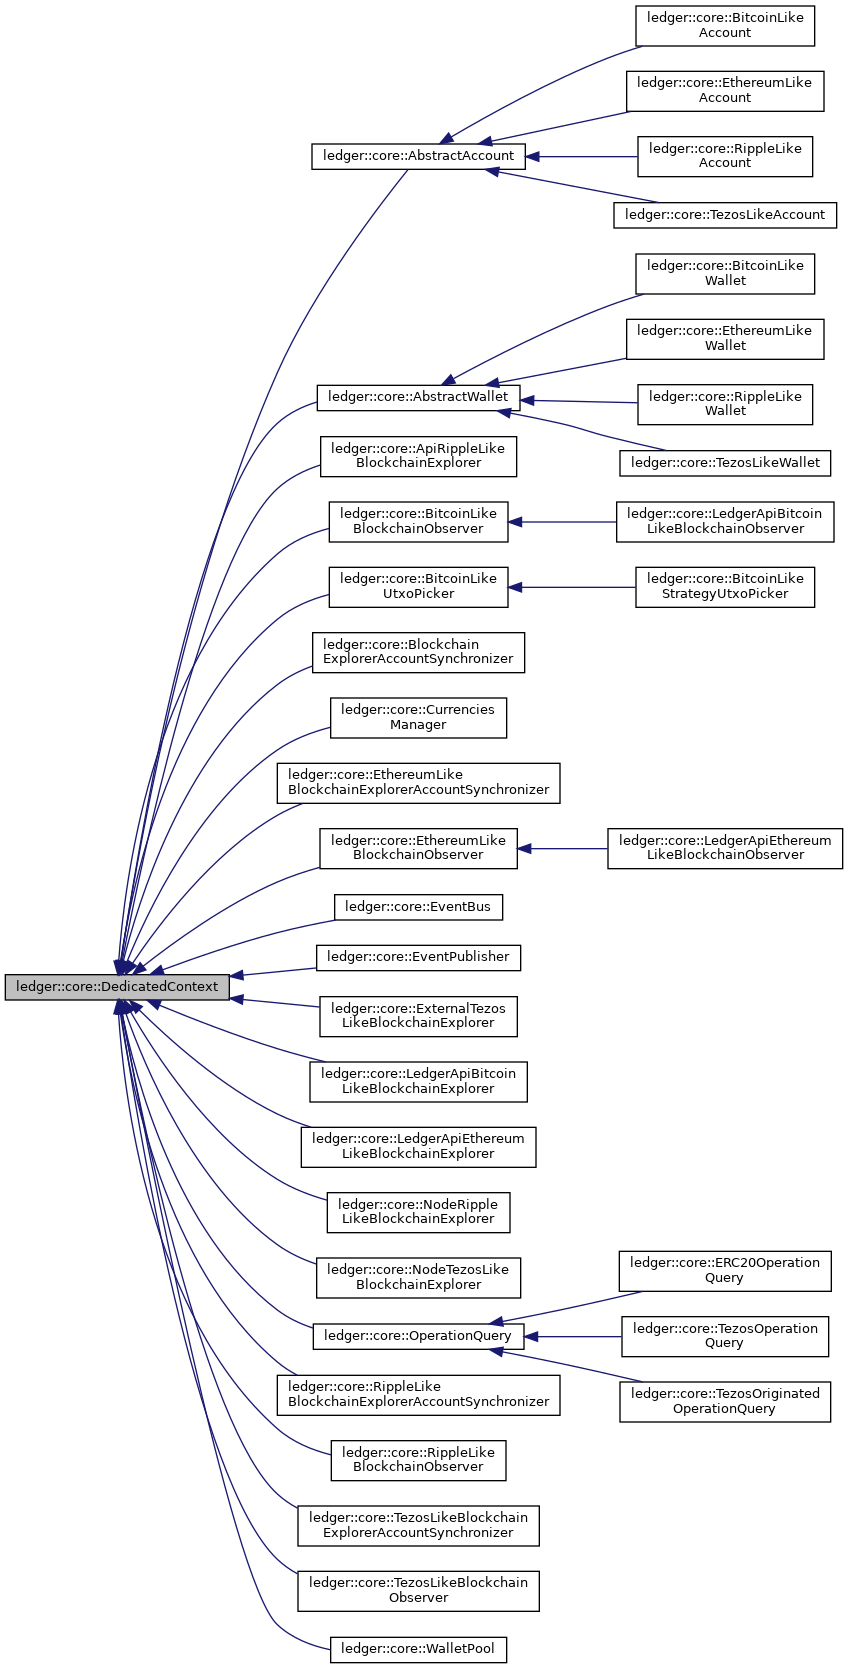 ledger::core::BitcoinLike
Account
ledger::core::EthereumLike
Account
ledger::core::AbstractAccount
ledger::core::RippleLike
Account
ledger::core::TezosLikeAccount
ledger::core::BitcoinLike
Wallet
ledger::core::EthereumLike
Wallet
ledger::core::AbstractWallet
ledger::core::RippleLike
Wallet
ledger::core::ApiRippleLike
BlockchainExplorer
ledger::core::TezosLikeWallet
ledger::core::BitcoinLike
BlockchainObserver
ledger::core::LedgerApiBitcoin
LikeBlockchainObserver
ledger::core::BitcoinLike
UtxoPicker
ledger::core::BitcoinLike
StrategyUtxoPicker
ledger::core::Blockchain
ExplorerAccountSynchronizer
ledger::core::Currencies
Manager
ledger::core::EthereumLike
BlockchainExplorerAccountSynchronizer
ledger::core::EthereumLike
BlockchainObserver
ledger::core::LedgerApiEthereum
LikeBlockchainObserver
ledger::core::EventBus
ledger::core::EventPublisher
ledger::core::DedicatedContext
ledger::core::ExternalTezos
LikeBlockchainExplorer
ledger::core::LedgerApiBitcoin
LikeBlockchainExplorer
ledger::core::LedgerApiEthereum
LikeBlockchainExplorer
ledger::core::NodeRipple
LikeBlockchainExplorer
ledger::core::NodeTezosLike
BlockchainExplorer
ledger::core::ERC20Operation
Query
ledger::core::OperationQuery
ledger::core::TezosOperation
Query
ledger::core::RippleLike
BlockchainExplorerAccountSynchronizer
ledger::core::TezosOriginated
OperationQuery
ledger::core::RippleLike
BlockchainObserver
ledger::core::TezosLikeBlockchain
ExplorerAccountSynchronizer
ledger::core::TezosLikeBlockchain
Observer
ledger::core::WalletPool